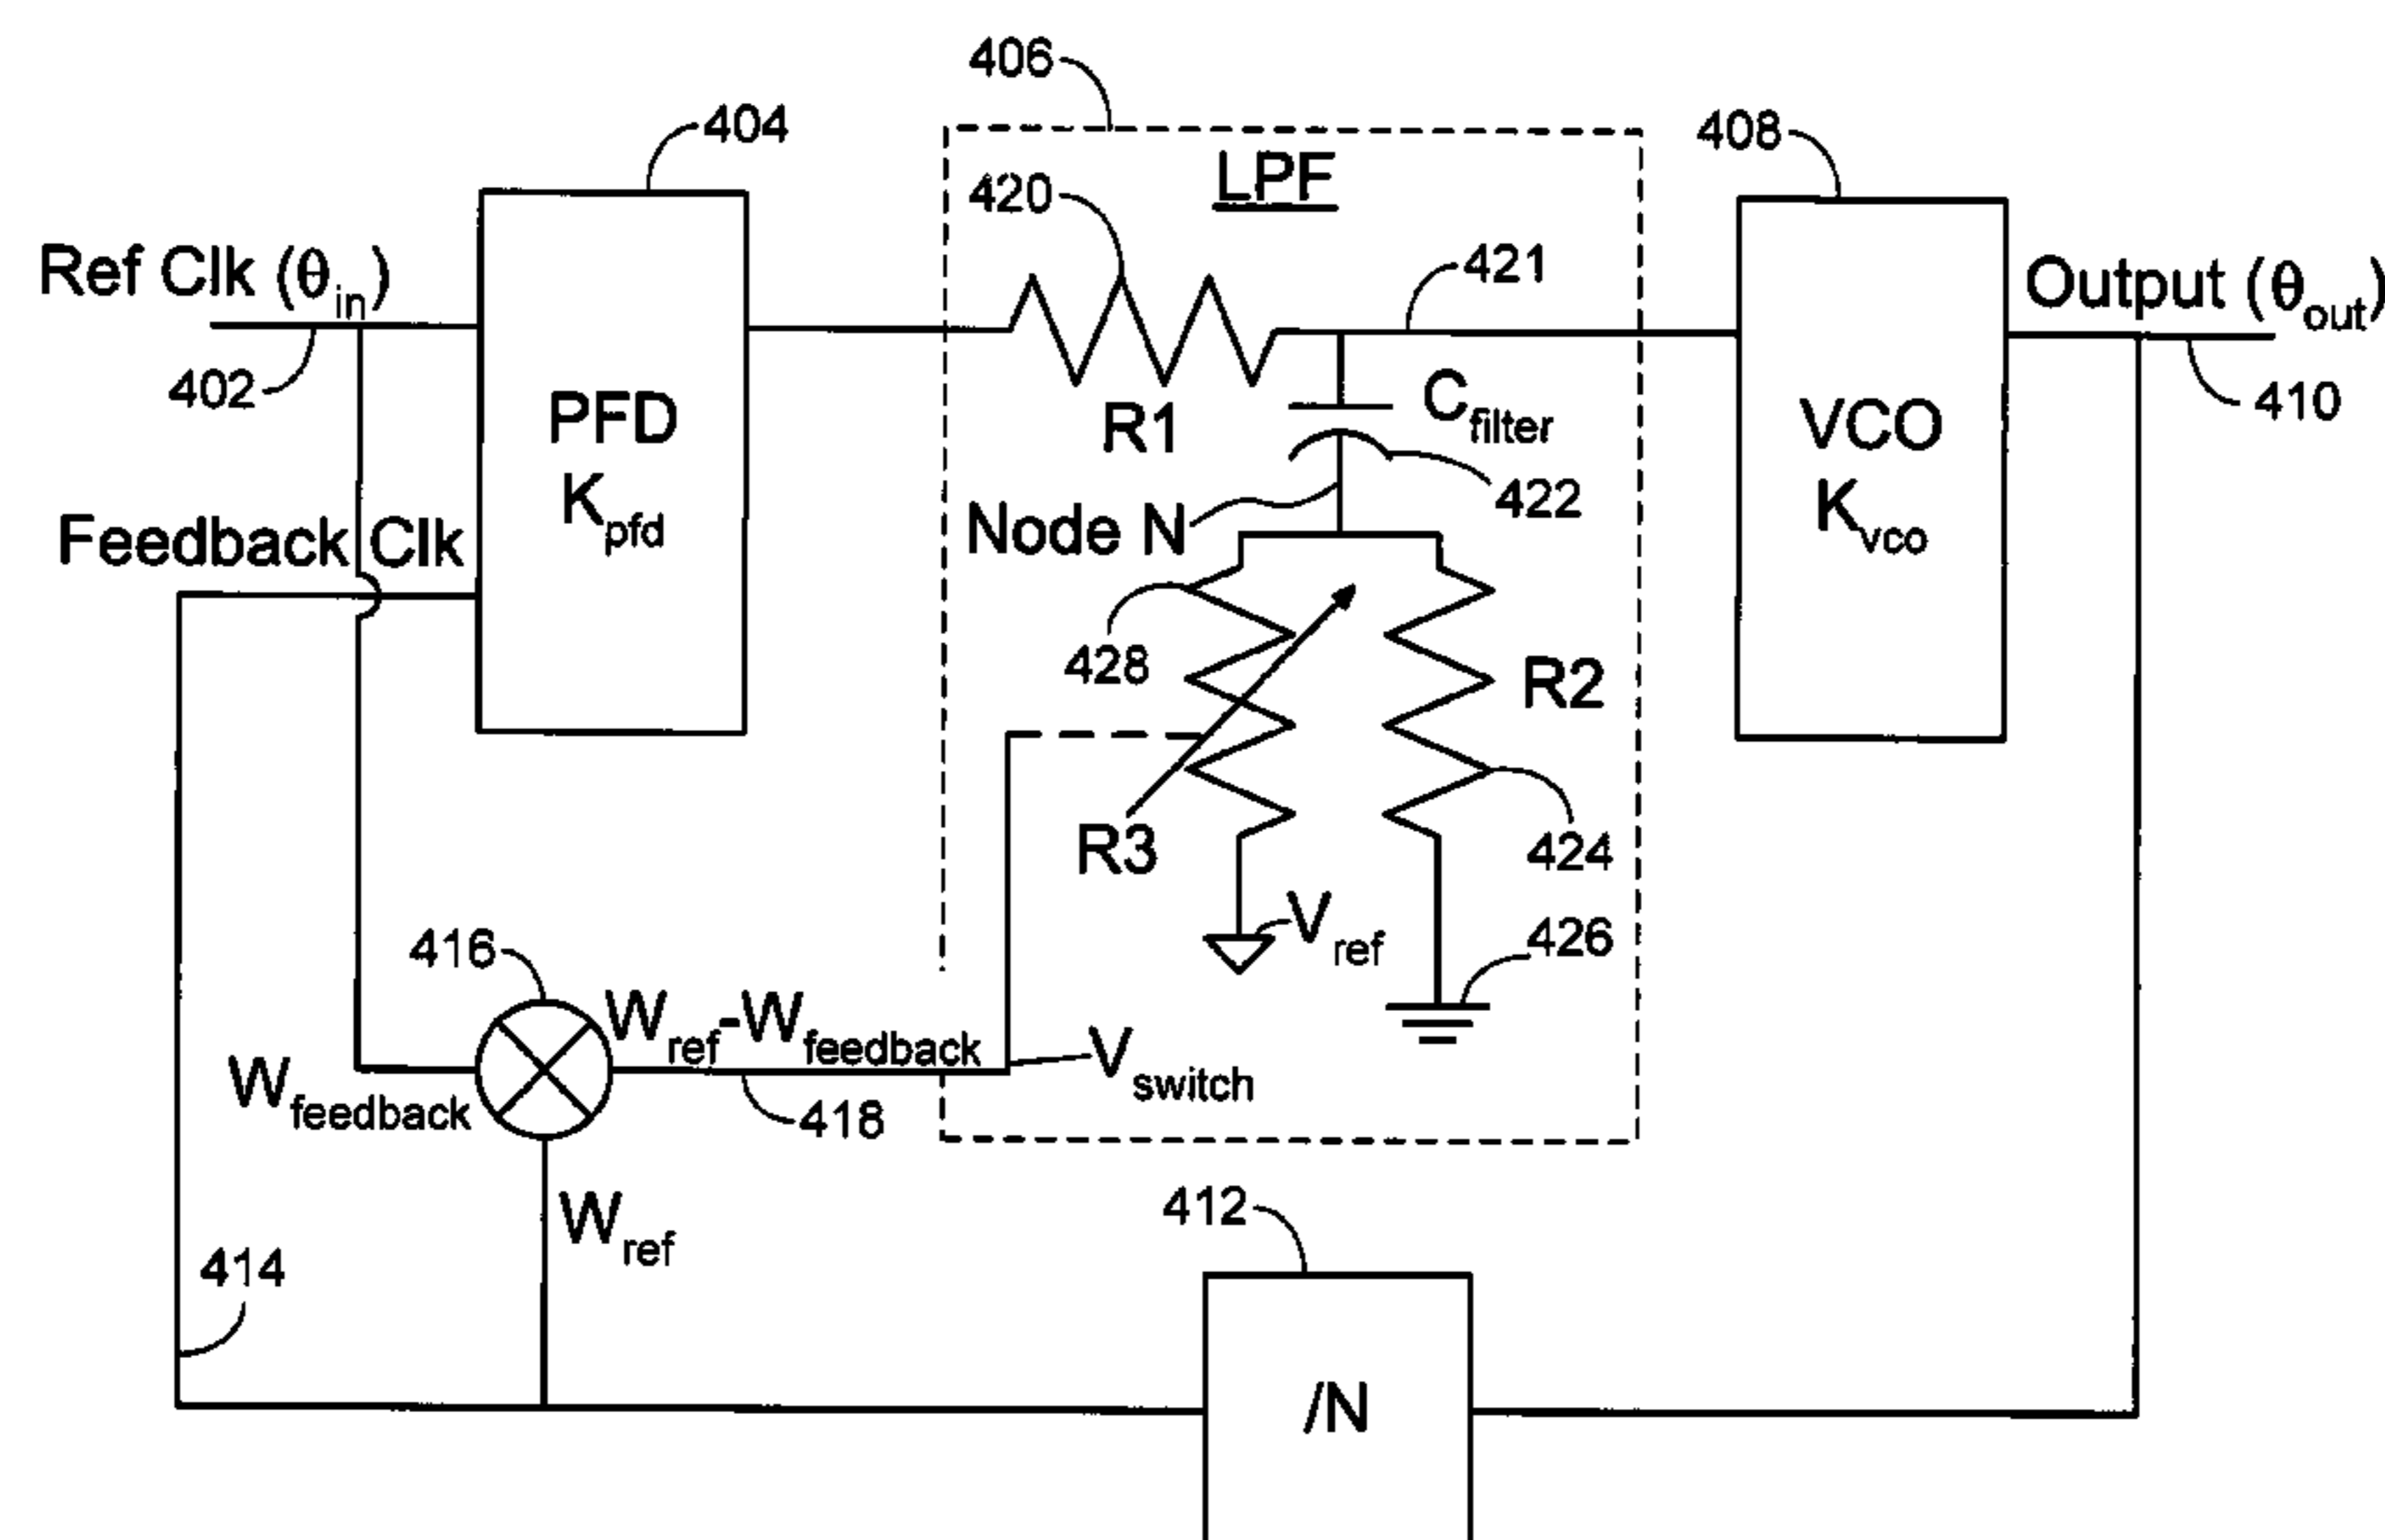 406
404
408
LPF
420
421
Ref Clk (θin)
Output (θout)
402
410
PFD
Kpfd
R1
Cfilter
VCO
Kvco
422
Node N
Feedback Clk
428
R2
R3
424
Vref
426
416
Wref-Wfeedback
Vswitch
Wfeedback
418
Wref
412
414
/N